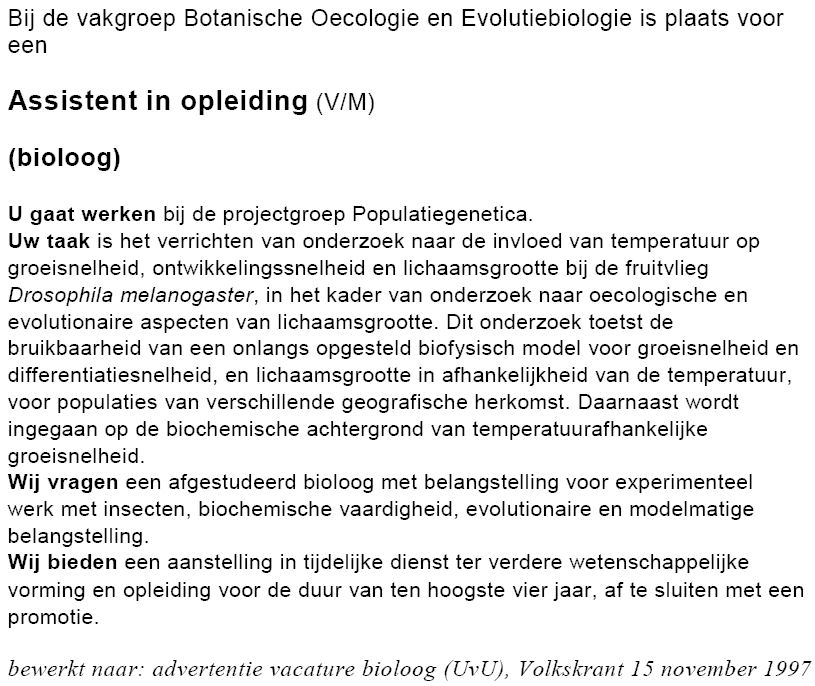 Bij de vakgroep Botanische Oecologie en Evolutiebiologie is plaats voor
een
Assistent in opleiding (V/M)
(bioloog)
U gaat werken bij de projectgroep Populatiegenetica.
Uw taak is het verrichten van onderzoek naar de invloed van temperatuur op
groeisnelheid, ontwikkelingssnelheid en lichaamsgrootte bij de fruitvlieg
Drosophila melanogaster, in het kader van onderzoek naar oecologische en
evolutionaire aspecten van lichaamsgrootte. Dit onderzoek toetst de
bruikbaarheid van een onlangs opgesteld biofysisch model voor groeisnelheid en
differentiatiesnelheid, en lichaamsgrootte in afhankelijkheid van de temperatuur,
voor populaties van verschillende geografische herkomst. Daarnaast wordt
ingegaan op de biochemische achtergrond van temperatuurafhankelijke
groeisnelheid.
Wij vragen een afgestudeerd bioloog met belangstelling voor experimenteel
werk met insecten, biochemische vaardigheid, evolutionaire en modelmatige
belangstelling.
Wij bieden een aanstelling in tijdelijke dienst ter verdere wetenschappelijke
vorming en opleiding voor de duur van ten hoogste vier jaar, af te sluiten met een
promotie.
bewerkt naar: advertentie vacature bioloog (UvU), Volkskrant 15 november 1997